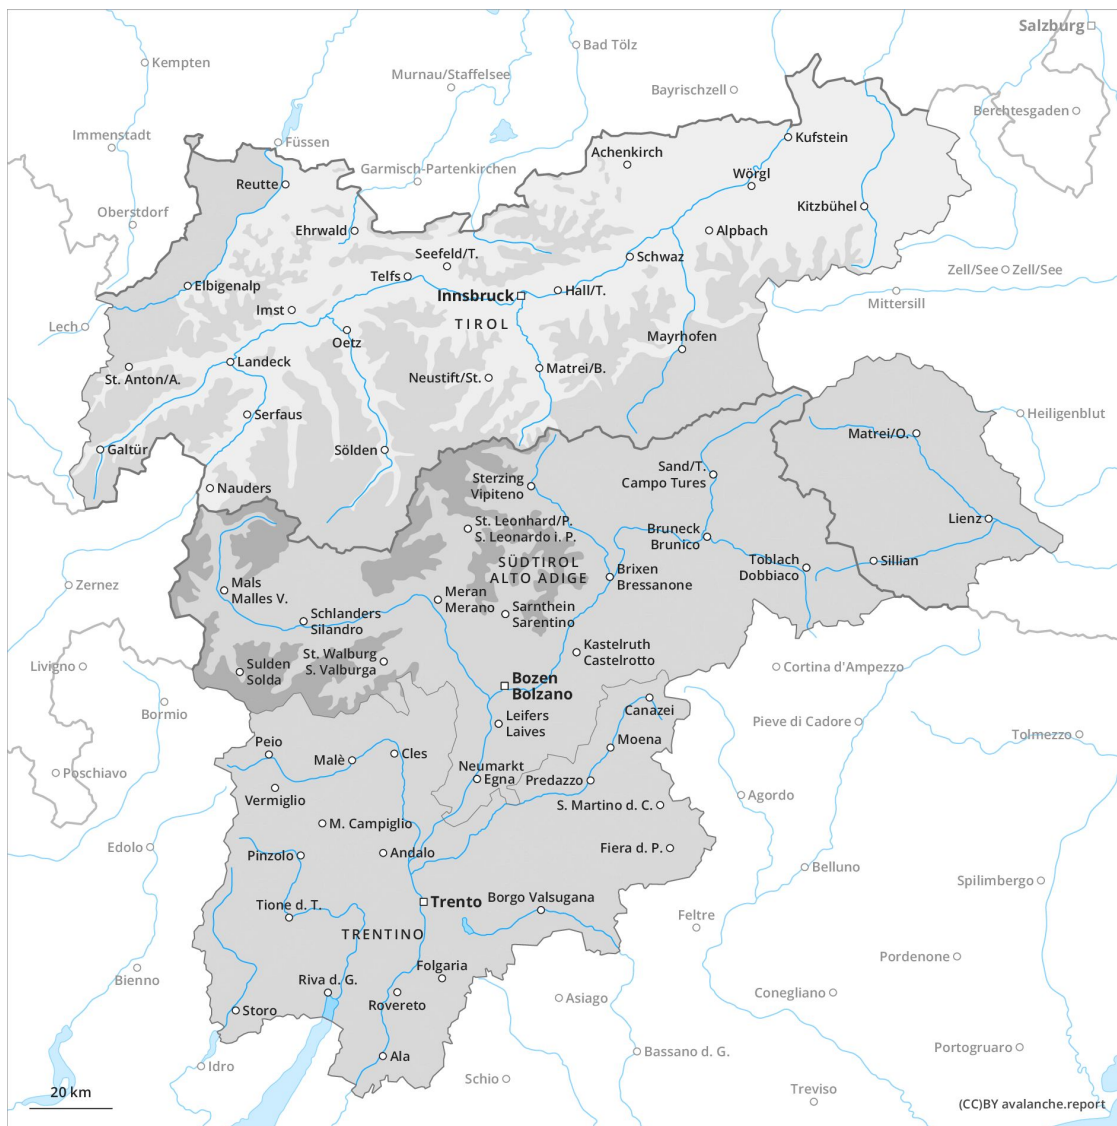 Salzburg
Bad Tölz
Kempten
Murnau/Staffelsee
Bayrischzell
Berchtesgaden
Immenstadt
Füssen
Kufstein
Achenkirch
Garmisch-Partenkirchen
Wörgl
Reutte
Kitzbühel
Oberstdorf
Ehrwald
Alpbach
Seefeld/T.
Schwaz
Zell/See
Zell/See
Telfs
Elbigenalp
Hall/T.
Innsbruck
Mittersill
Imst
TIROL
Lech
Oetz
Mayrhofen
Landeck
Matrei/B.
St. Anton/A.
Neustift/St.
Serfaus
Heiligenblut
Matrei/O.
Galtür
Sölden
Sand/T.
Campo Tures
Sterzing
Vipiteno
Nauders
Lienz
St. Leonhard/P.
S. Leonardo i. P.
Bruneck
Brunico
SÜDTIROL
ALTO ADIGE
Toblach
Dobbiaco
Sillian
Brixen
Bressanone
Zernez
Mals
Malles V.
Meran
Merano
Sarnthein
Sarentino
Schlanders
Silandro
Kastelruth
Castelrotto
St. Walburg
S. Valburga
Livigno
Sulden
Solda
Cortina d'Ampezzo
Bozen
Bolzano
Canazei
Bormio
Leifers
Laives
Pieve di Cadore
Tolmezzo
Moena
Peio
Cles
Malè
Poschiavo
Neumarkt
Egna
Predazzo
Vermiglio
Agordo
S. Martino d. C.
M. Campiglio
Edolo
Fiera d. P.
Pinzolo
Andalo
Belluno
Spilimbergo
Trento
Borgo Valsugana
Tione d. T.
Feltre
TRENTINO
Pordenone
Folgaria
Bienno
Riva d. G.
Rovereto
Asiago
Conegliano
Storo
Portogruaro
Bassano d. G.
Ala
Idro
Schio
Treviso
20 km
(CC)BY avalanche.report